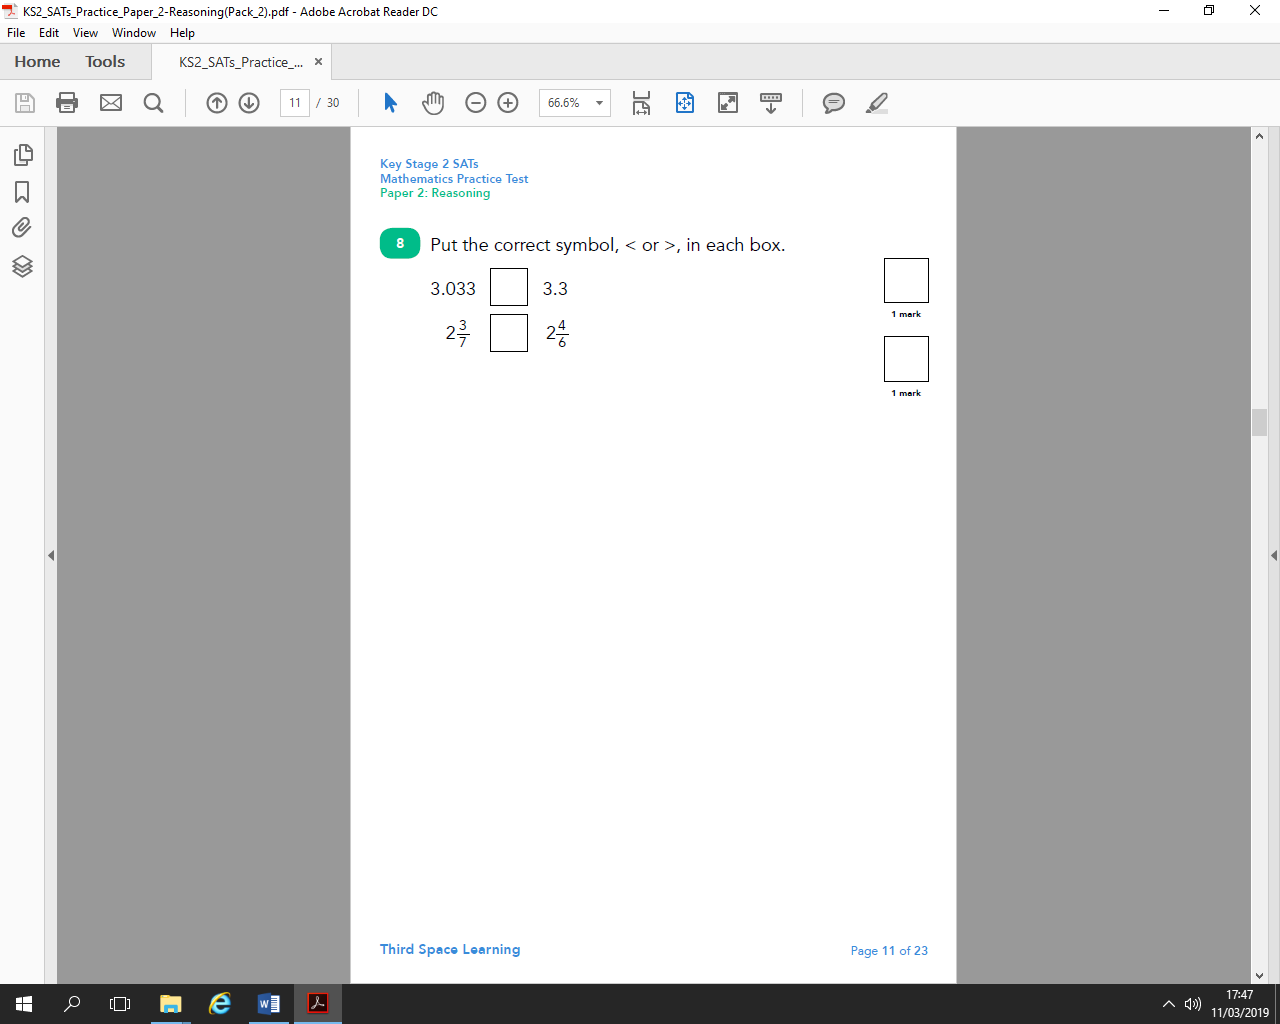 KS2_SATs_Practice_Paper_2-Reasoning(Pack_2).pdf - Adobe Acrobat Reader DC
File Edit View Window Help
Home Tools KS2_SATs_Practice_... ×
11 / 30 66.6%
Key Stage 2 SATs
Mathematics Practice Test
Paper 2: Reasoning
8 Put the correct symbol, < or >, in each box.
3.033 3.3
1 mark
2 3/7 2 4/6
1 mark
Third Space Learning Page 11 of 23
17:47
11/03/2019